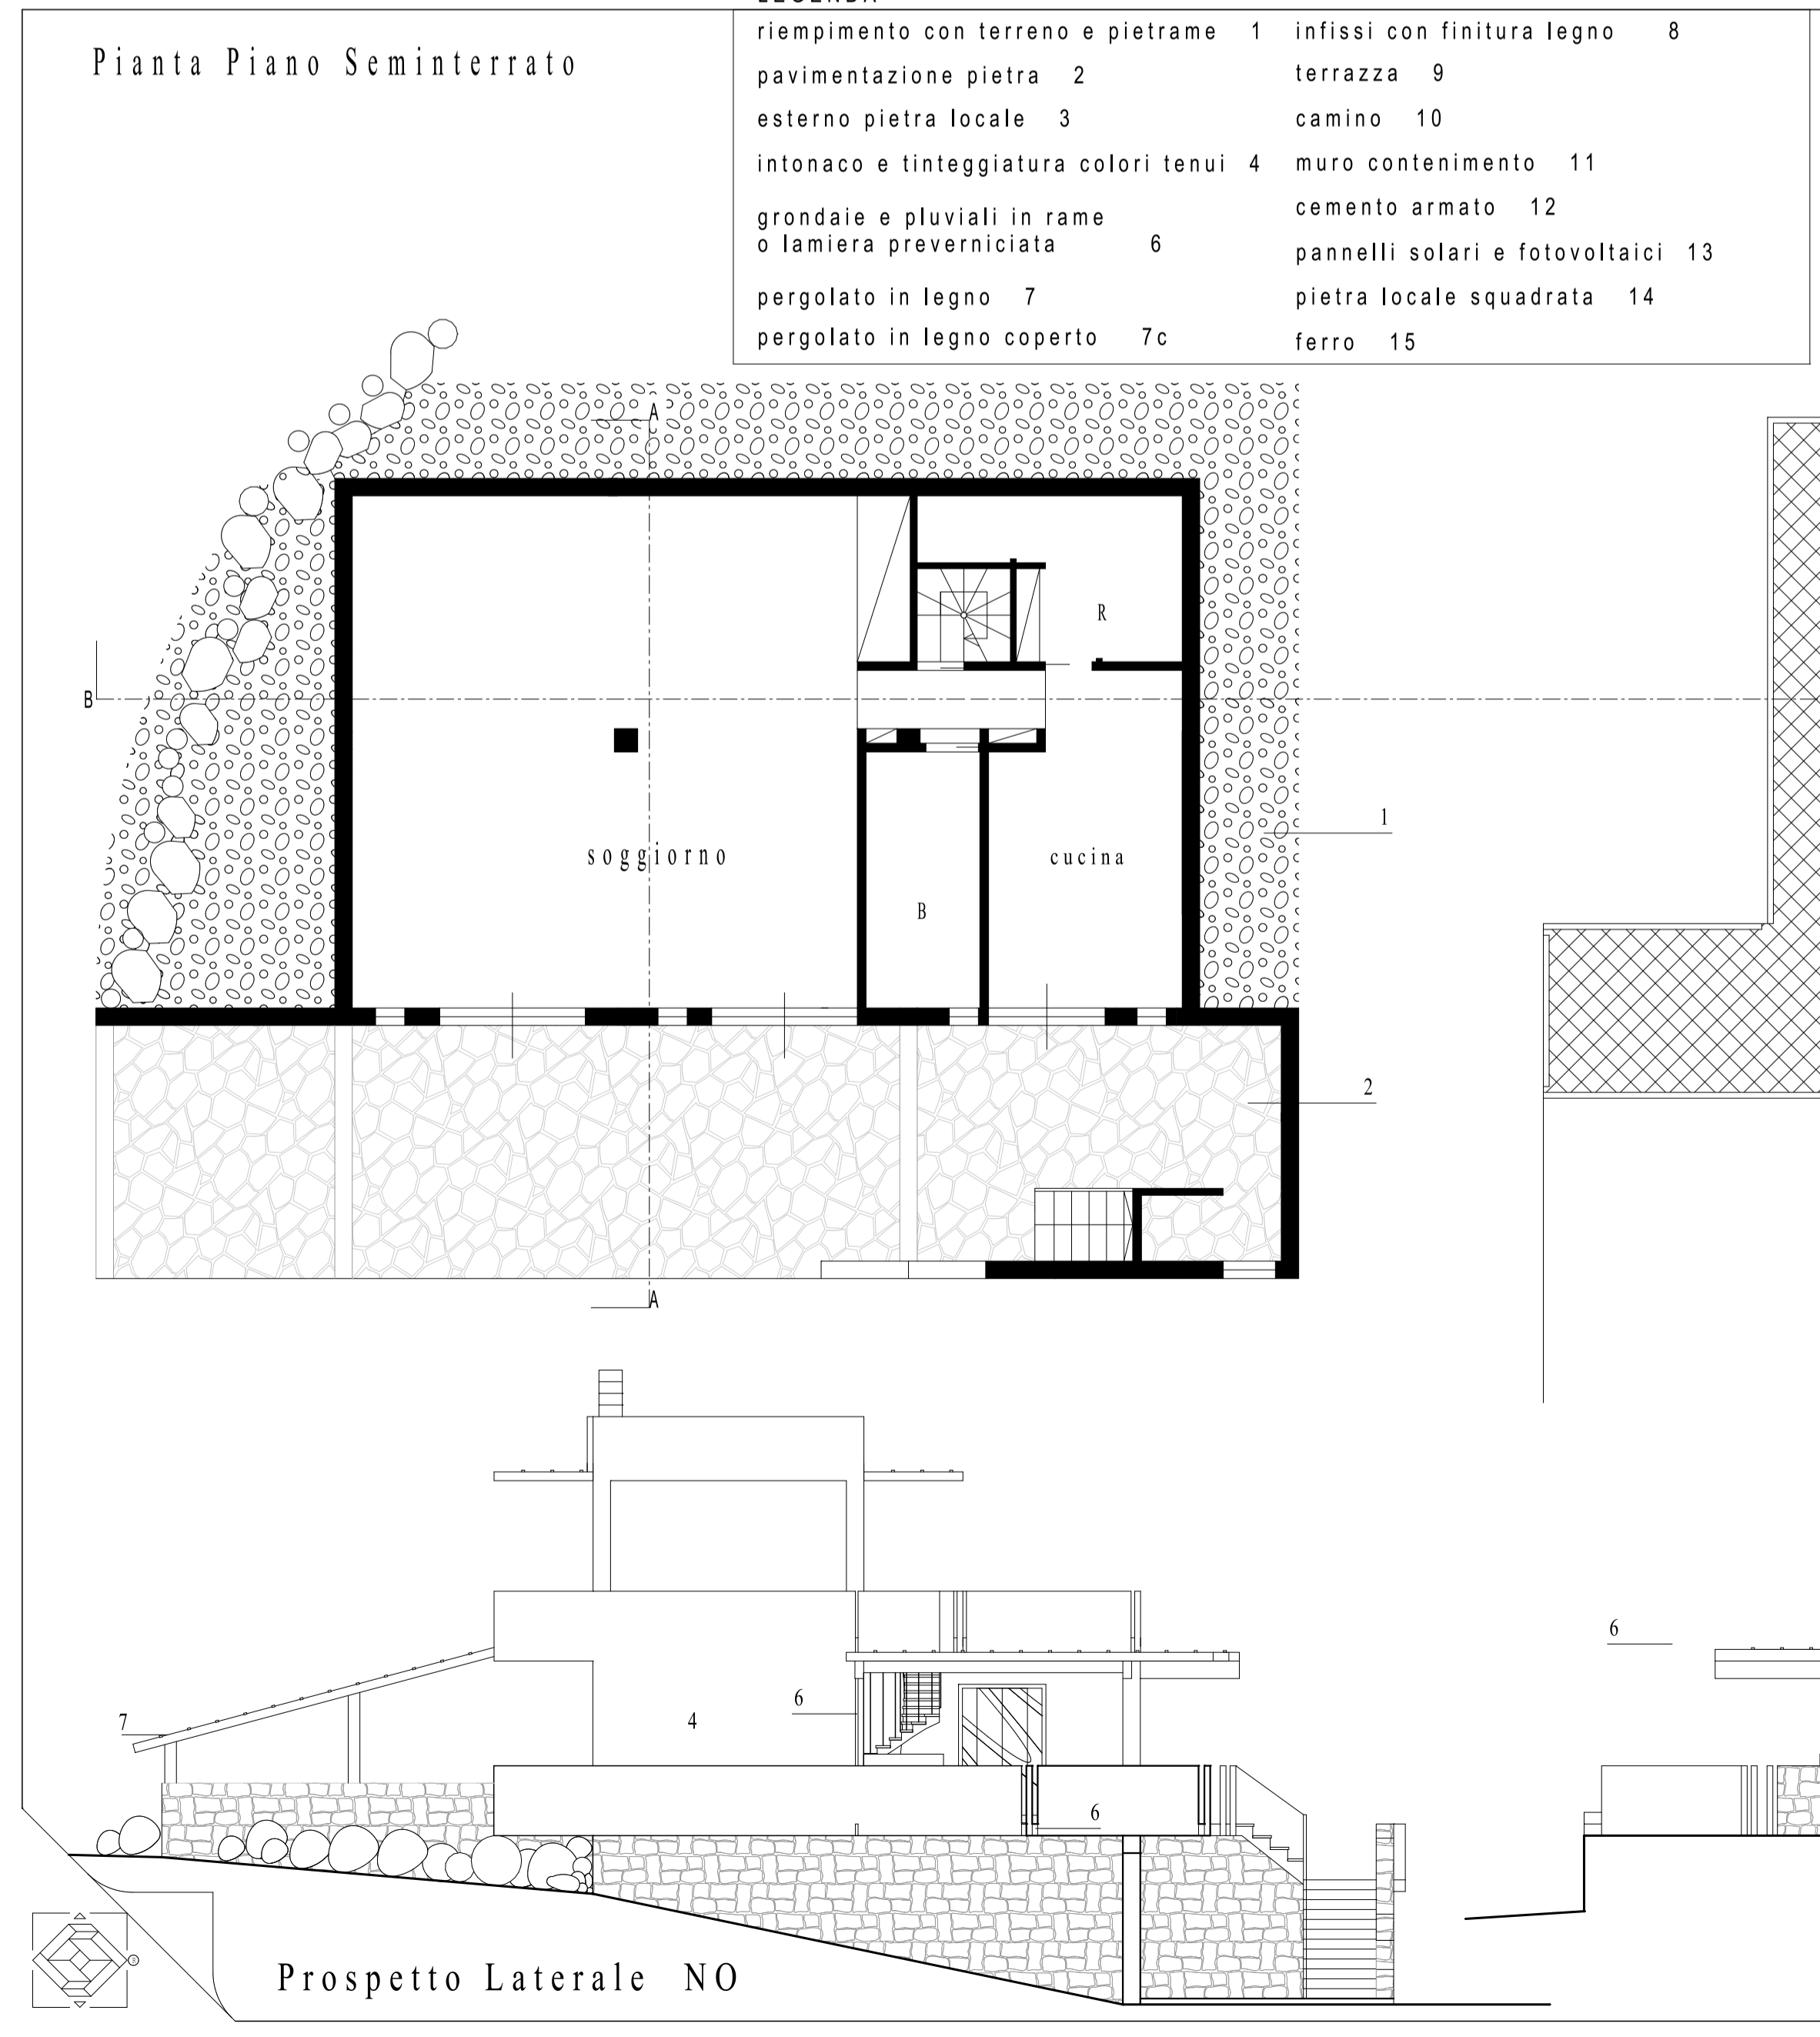 LEGENDA
Pianta Piano Seminterrato
riempimento con terreno e pietrame 1
pavimentazione pietra 2
esterno pietra locale 3
intonaco e tinteggiatura colori tenui 4
grondaie e pluviali in rame
o lamiera preverniciata 6
pergolato in legno 7
pergolato in legno coperto 7c
infissi con finitura legno 8
terrazza 9
camino 10
muro contenimento 11
cemento armato 12
pannelli solari e fotovoltaici 13
pietra locale squadrata 14
ferro 15
A
R
B
1
soggiorno
cucina
B
2
A
6
6
7
4
6
Prospetto Laterale NO